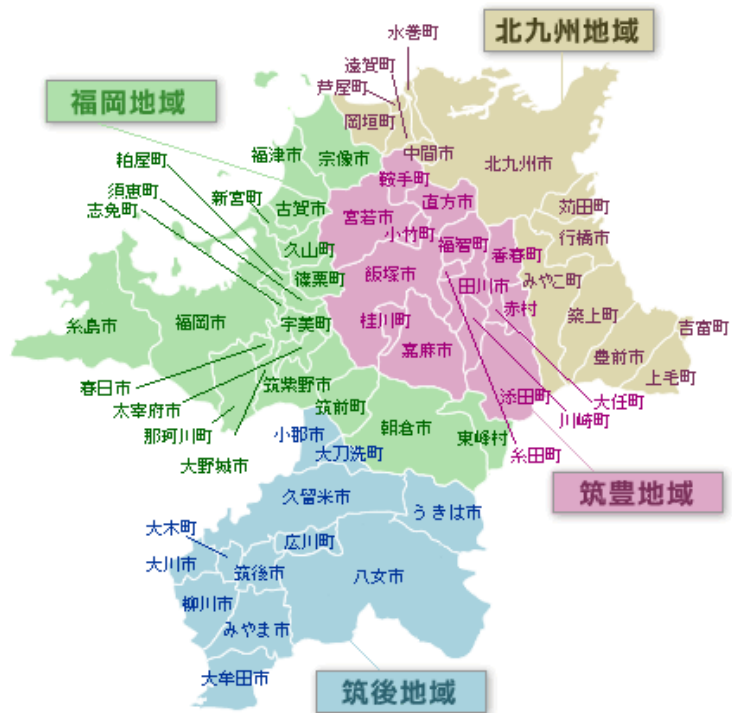 水巻町
北九州地域
遠賀町
芦屋町
福岡地域
岡垣町
福津市
宗像市
中間市
北九州市
粕屋町
鞍手町
須恵町
新宮町
直方市
志免町
古賀市
宮若市
苅田町
小竹町
福智町
行橋市
久山町
香春町
篠栗町
飯塚市
田川市
みやこ町
赤村
糸島市
福岡市
宇美町
桂川町
築上町
吉富町
嘉麻市
豊前市
上毛町
春日市
筑紫野市
太宰府市
筑前町
添田町
大任町
那珂川町
小郡市
朝倉市
東峰村
川崎町
大野城市
大刀洗町
糸田町
筑豊地域
久留米市
うきは市
大木町
広川町
大川市
筑後市
八女市
柳川市
みやま市
大牟田市
筑後地域